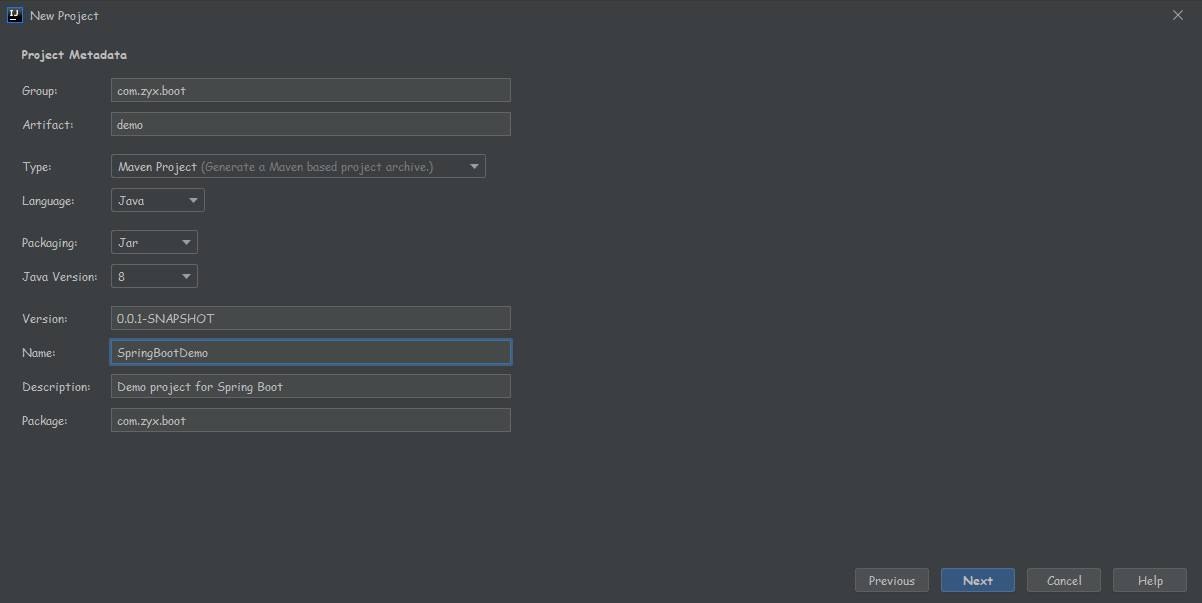 IJ New Project
Project Metadata
Group: com.zyx.boot
Artifact: demo
Type: Maven Project (Generate a Maven based project archive.)
Language: Java
Packaging: Jar
Java Version: 8
Version: 0.0.1-SNAPSHOT
Name: SpringBootDemo
Description: Demo project for Spring Boot
Package: com.zyx.boot
Previous Next Cancel Help